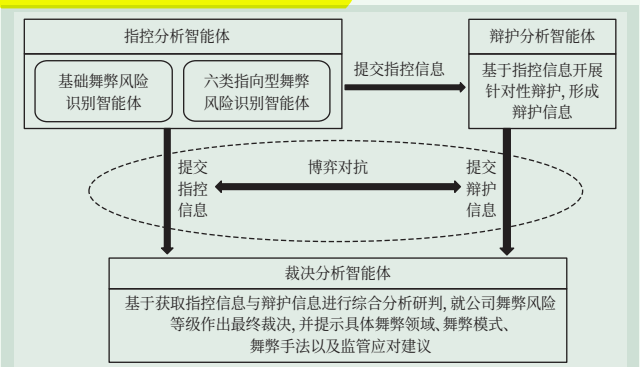 指控分析智能体
基础舞弊风险
识别智能体
六类指向型舞弊
风险识别智能体
提交指控信息
辩护分析智能体
基于指控信息开展
针对性辩护, 形成
辩护信息
提交
指控
信息
博弈对抗
提交
辩护
信息
裁决分析智能体
基于获取指控信息与辩护信息进行综合分析研判, 就公司舞弊风险
等级作出最终裁决, 并提示具体舞弊领域、舞弊模式、
舞弊手法以及监管应对建议